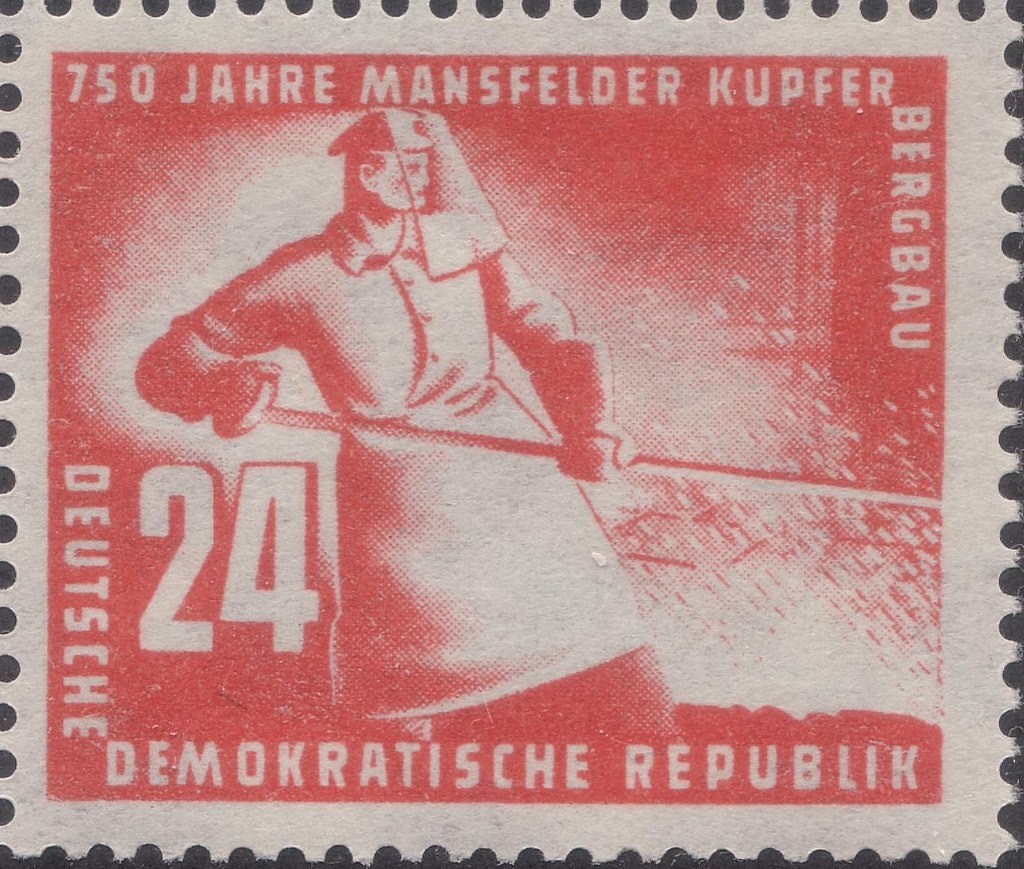 750 JAHRE MANSFELDER KUPFER
BERGBAU
24
DEUTSCHE
DEMOKRATISCHE REPUBLIK